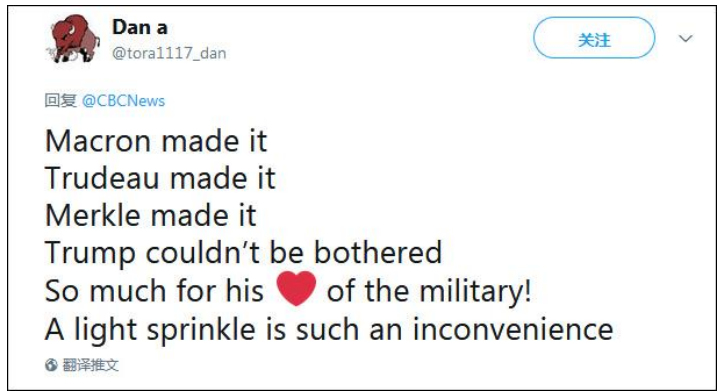 Dan a
@tora1117_dan
关注
回复 @CBCNews
Macron made it
Trudeau made it
Merkle made it
Trump couldn't be bothered
So much for his ❤️ of the military!
A light sprinkle is such an inconvenience
翻译推文